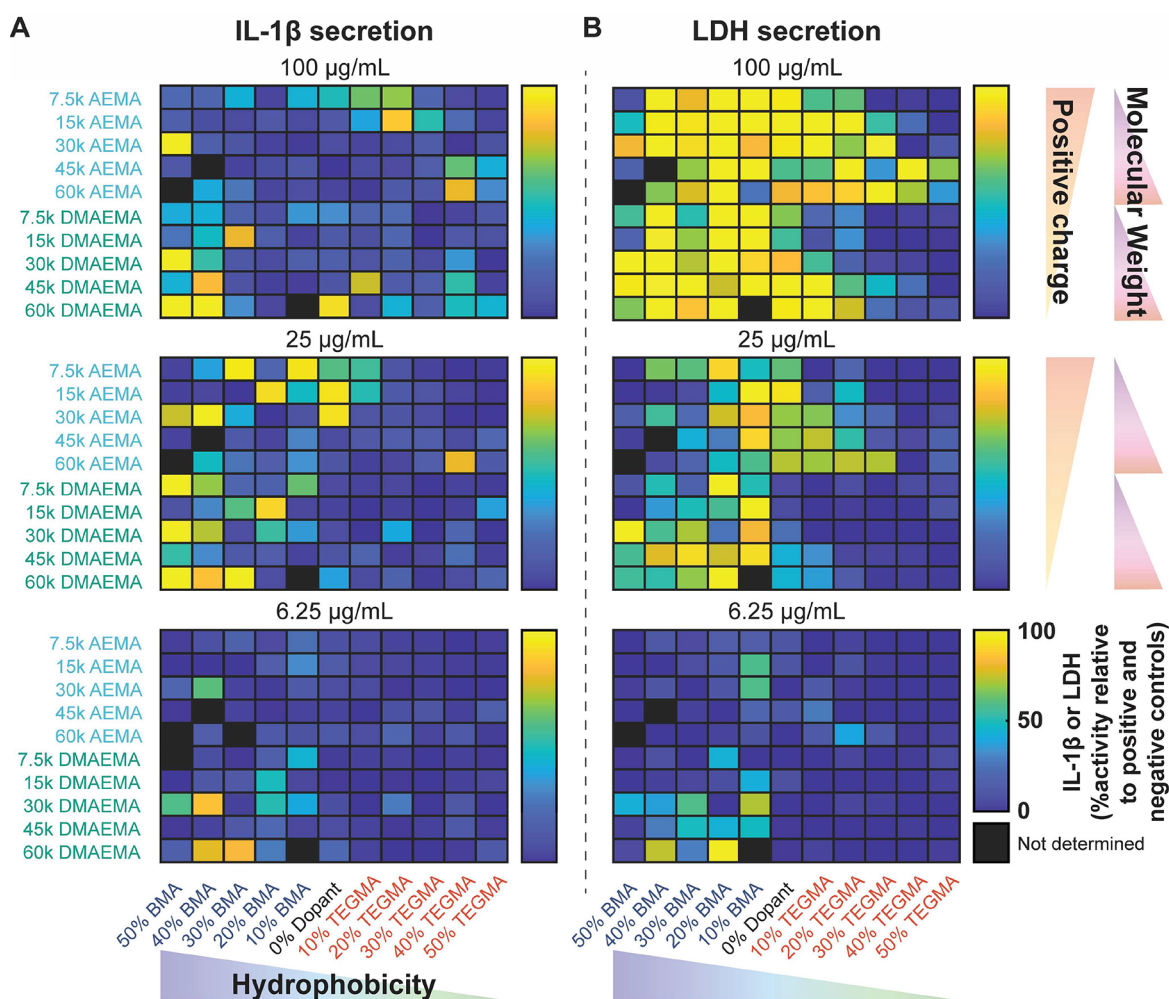 A
IL-1β secretion
100 µg/mL
7.5k AEMA
15k AEMA
30k AEMA
45k AEMA
60k AEMA
7.5k DMAEMA
15k DMAEMA
30k DMAEMA
45k DMAEMA
60k DMAEMA
25 µg/mL
7.5k AEMA
15k AEMA
30k AEMA
45k AEMA
60k AEMA
7.5k DMAEMA
15k DMAEMA
30k DMAEMA
45k DMAEMA
60k DMAEMA
6.25 µg/mL
7.5k AEMA
15k AEMA
30k AEMA
45k AEMA
60k AEMA
7.5k DMAEMA
15k DMAEMA
30k DMAEMA
45k DMAEMA
60k DMAEMA
50% BMA
40% BMA
30% BMA
20% BMA
10% BMA
0% Dopant
10% TEGMA
20% TEGMA
30% TEGMA
40% TEGMA
50% TEGMA
Hydrophobicity
B
LDH secretion
100 µg/mL
25 µg/mL
6.25 µg/mL
50% BMA
40% BMA
30% BMA
20% BMA
10% BMA
0% Dopant
10% TEGMA
20% TEGMA
30% TEGMA
40% TEGMA
50% TEGMA
Positive charge
Molecular Weight
100
50
0
IL-1β or LDH
(%activity relative
to positive and
negative controls)
Not determined